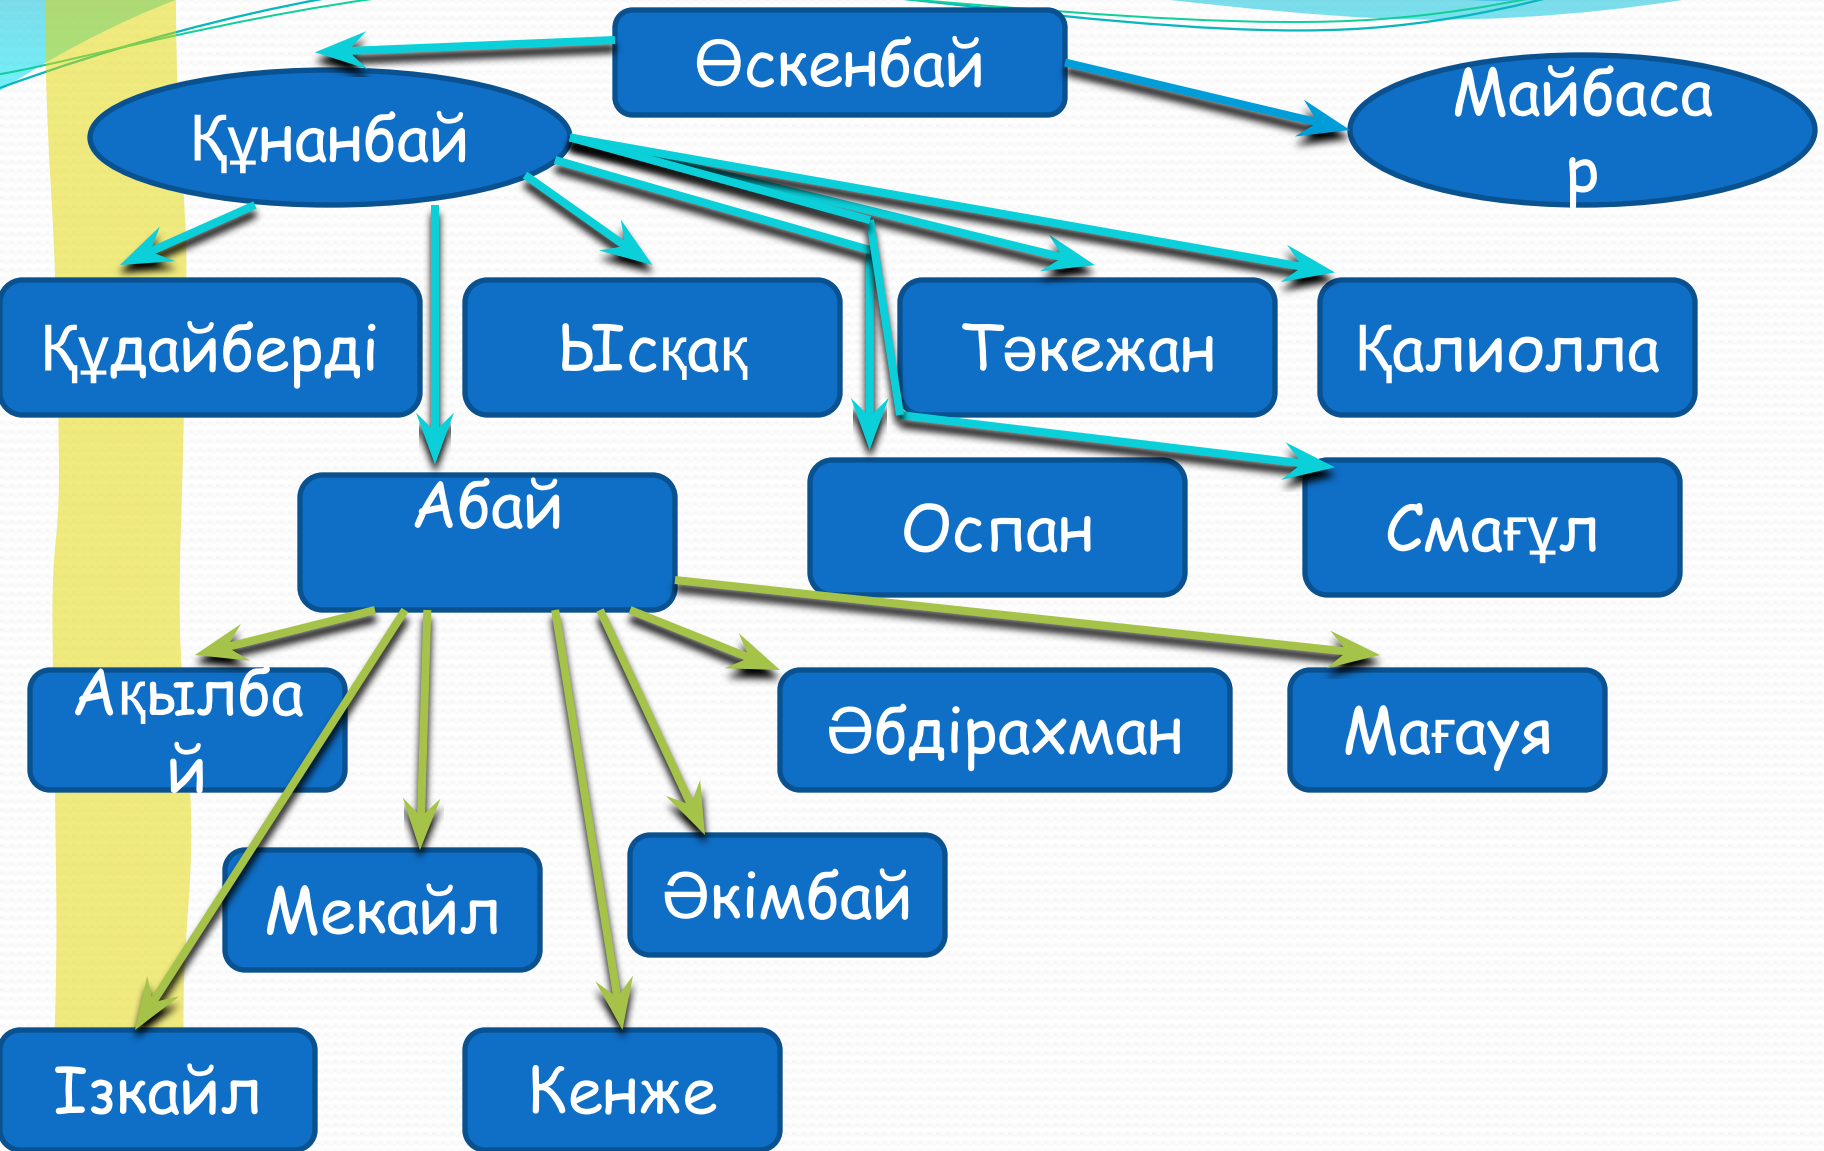 Өскенбай
Майбаса
р
Құнанбай
Құдайберді
Ысқақ
Тәкежан
Қалиолла
Абай
Оспан
Смағұл
Ақылба
й
Әбдірахман
Мағауя
Мекайл
Әкімбай
Ізкайл
Кенже